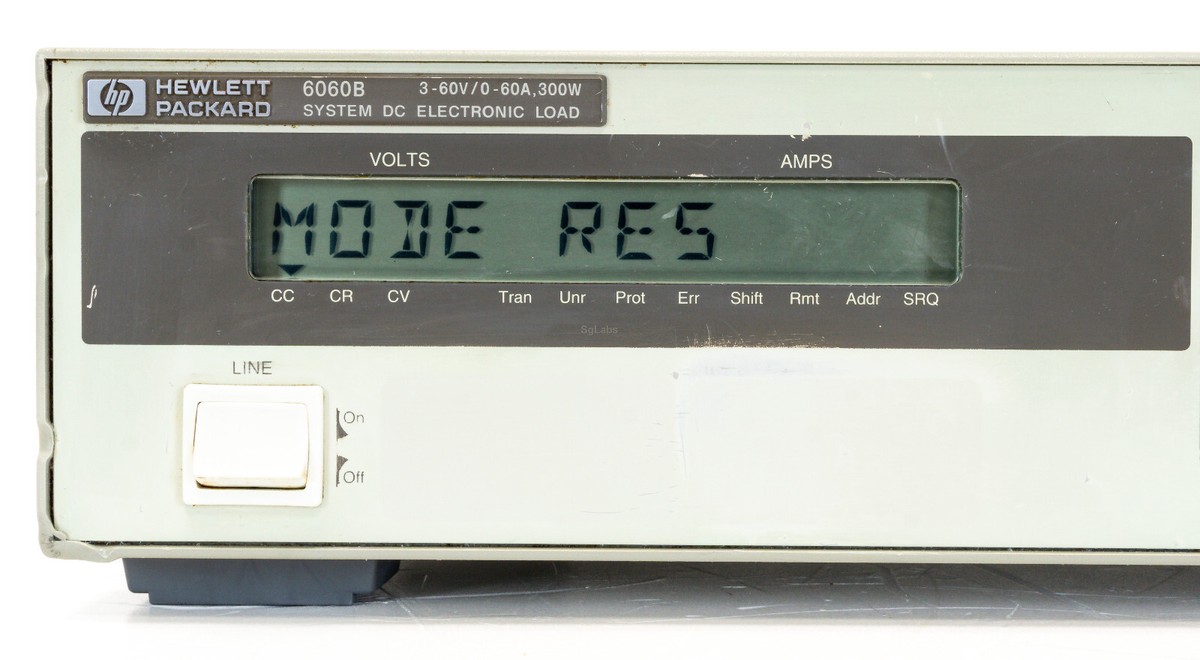 hp HEWLETT PACKARD 6060B 3-60V/0-60A,300W
SYSTEM DC ELECTRONIC LOAD
VOLTS AMPS
MODE RES
CC CR CV Tran Unr Prot Err Shift Rmt Addr SRQ
SgLabs
LINE
On
Off